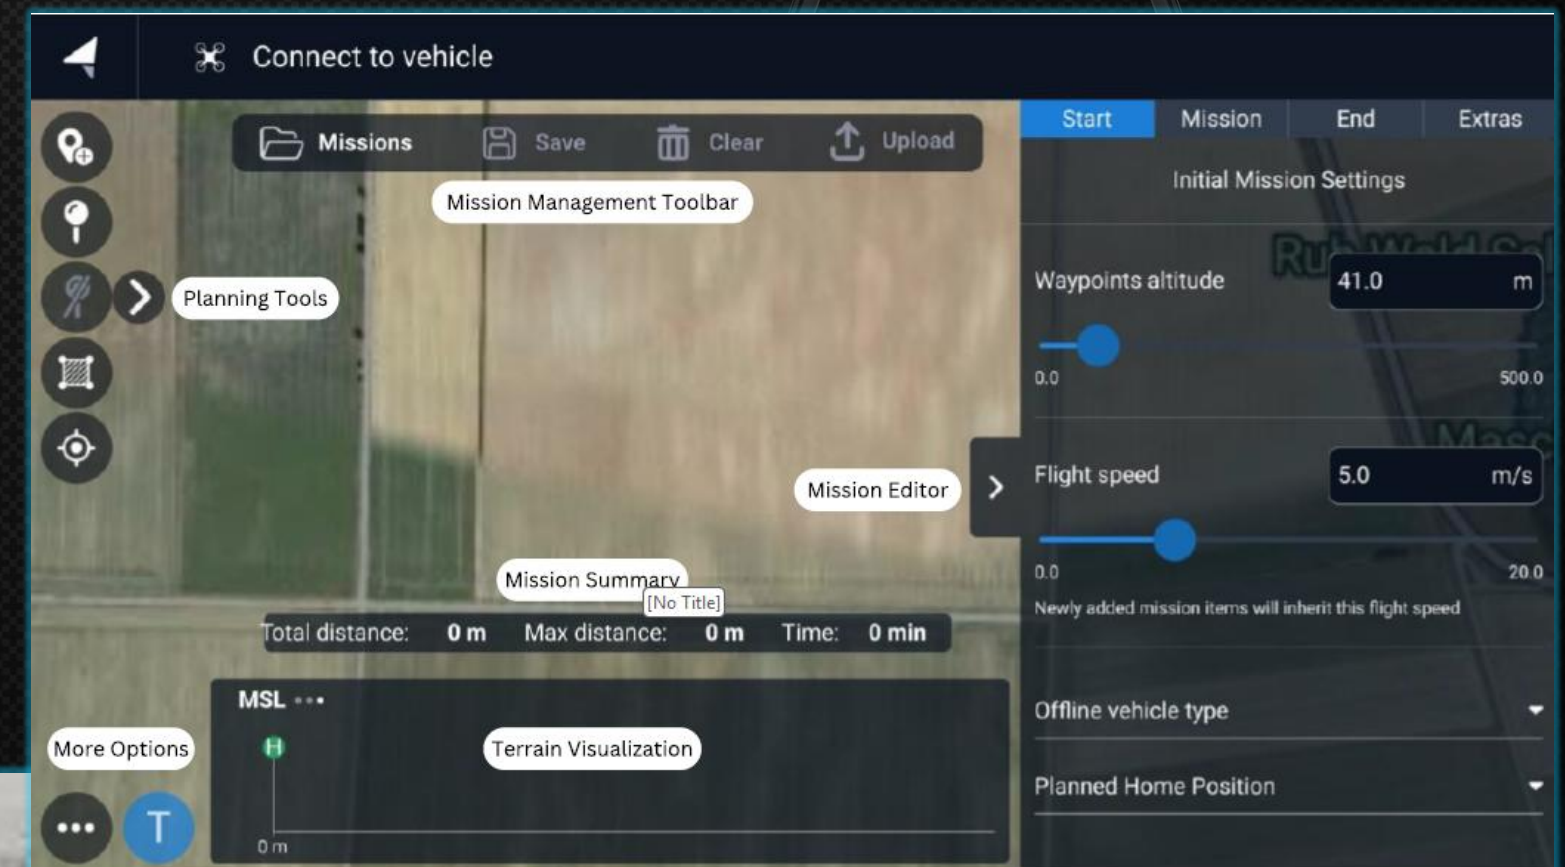 Connect to vehicle
Missions Save Clear Upload
Mission Management Toolbar
Planning Tools
Mission Editor
Mission Summary
[No Title]
Total distance: 0 m Max distance: 0 m Time: 0 min
MSL
H
Terrain Visualization
0 m
More Options
T
Start Mission End Extras
Initial Mission Settings
Waypoints altitude 41.0 m
0.0 500.0
Flight speed 5.0 m/s
0.0 20.0
Newly added mission items will inherit this flight speed
Offline vehicle type
Planned Home Position